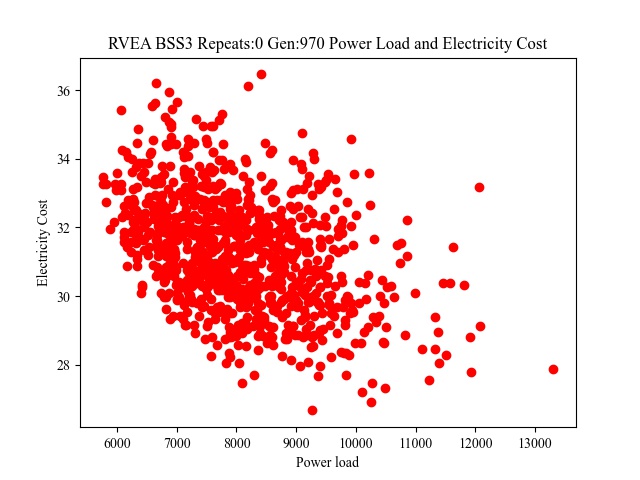 RVEA BSS3 Repeats:0 Gen:970 Power Load and Electricity Cost
36
34
32
30
28
Electricity Cost
6000 7000 8000 9000 10000 11000 12000 13000
Power load